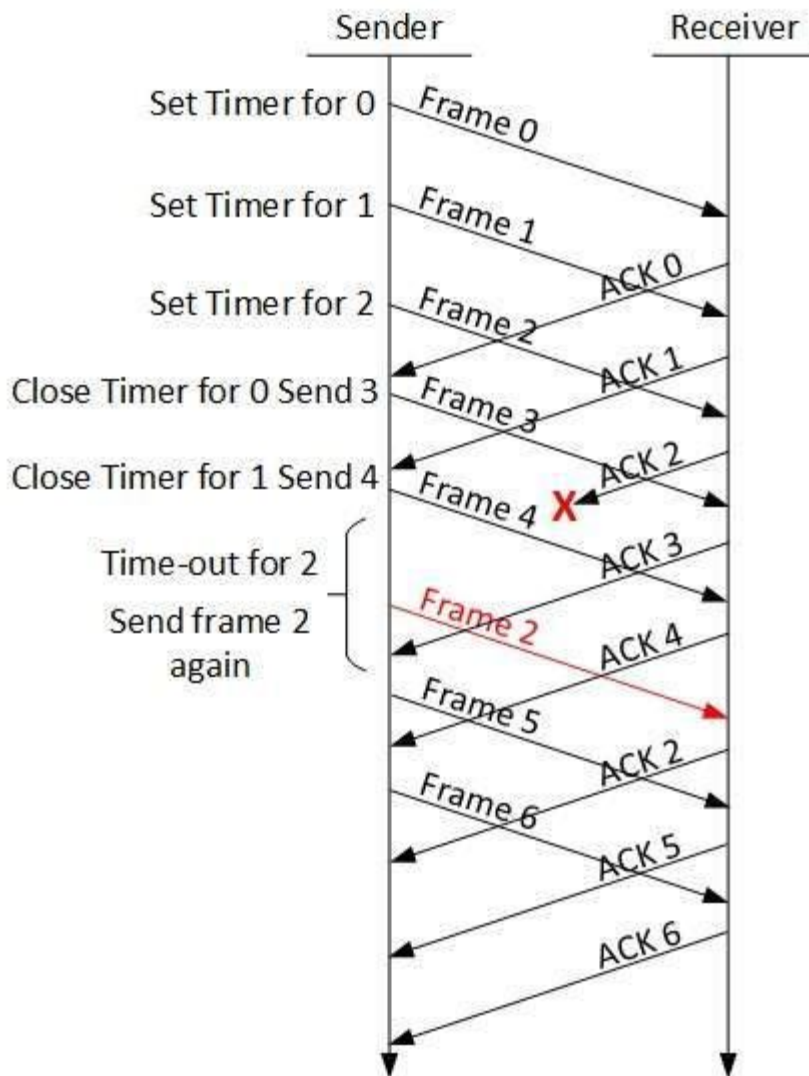 Sender
Receiver
Set Timer for 0
Frame 0
Set Timer for 1
Frame 1
ACK 0
Set Timer for 2
Frame 2
ACK 1
Close Timer for 0 Send 3
Frame 3
ACK 2
Close Timer for 1 Send 4
Frame 4
X
ACK 3
Time-out for 2
Send frame 2
again
Frame 2
ACK 4
Frame 5
ACK 2
Frame 6
ACK 5
ACK 6